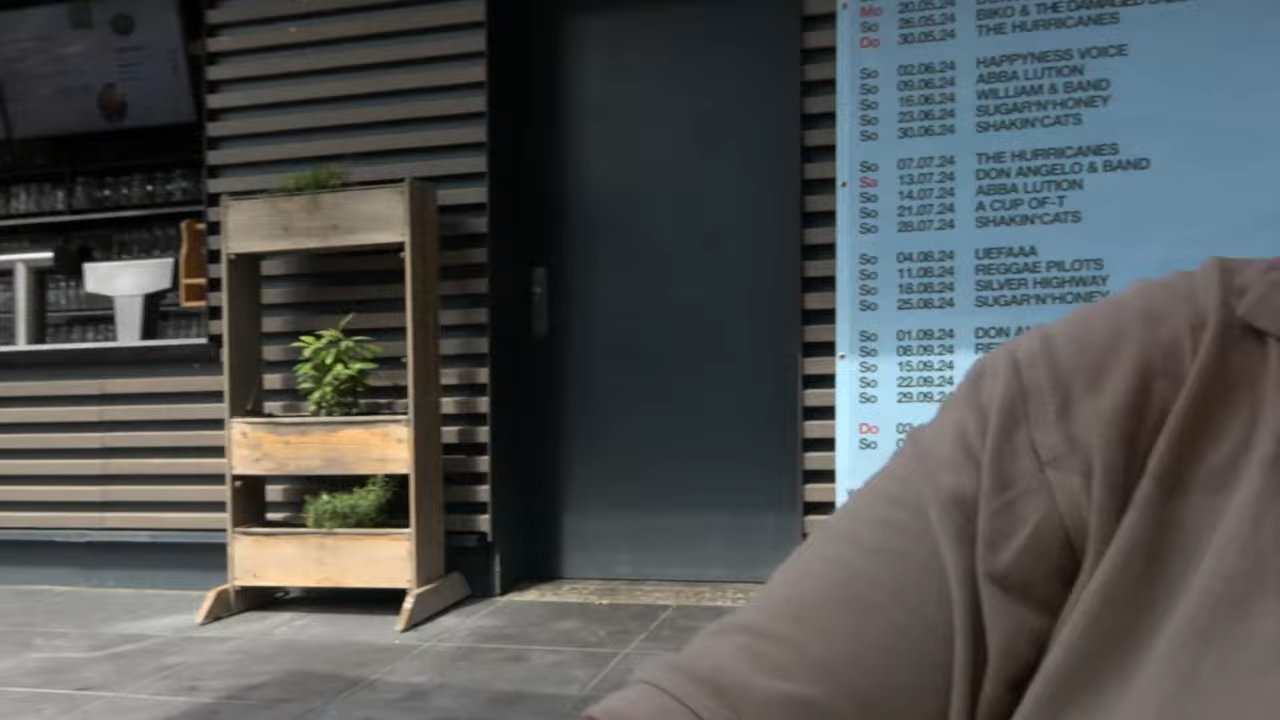 Mo 20.05.24
So 26.05.24 BIKO & THE DAMAGED
Do 30.05.24 THE HURRICANES
So 02.06.24 HAPPYNESS VOICE
So 09.06.24 ABBA LUTION
So 16.06.24 WILLIAM & BAND
So 23.06.24 SUGAR'N'HONEY
So 30.06.24 SHAKIN'CATS
So 07.07.24 THE HURRICANES
Sa 13.07.24 DON ANGELO & BAND
So 14.07.24 ABBA LUTION
So 21.07.24 A CUP OF-T
So 28.07.24 SHAKIN'CATS
So 04.08.24 UEFAAA
So 11.08.24 REGGAE PILOTS
So 18.08.24 SILVER HIGHWAY
So 25.08.24 SUGAR'N'HONEY
So 01.09.24 DON
So 08.09.24
So 15.09.24
So 22.09.24
So 29.09.24
Do
So